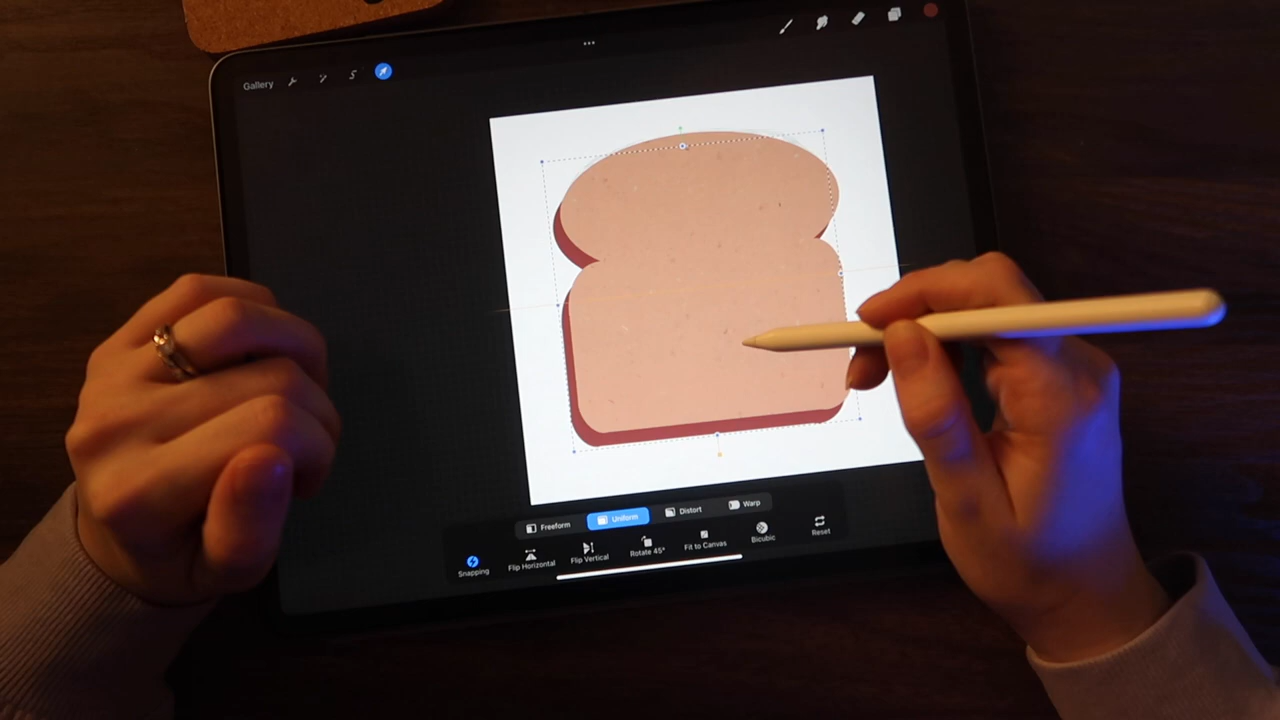 Gallery
Freeform Uniform Distort Warp
Snapping Flip Horizontal Flip Vertical Rotate 45° Fit to Canvas Bicubic Reset